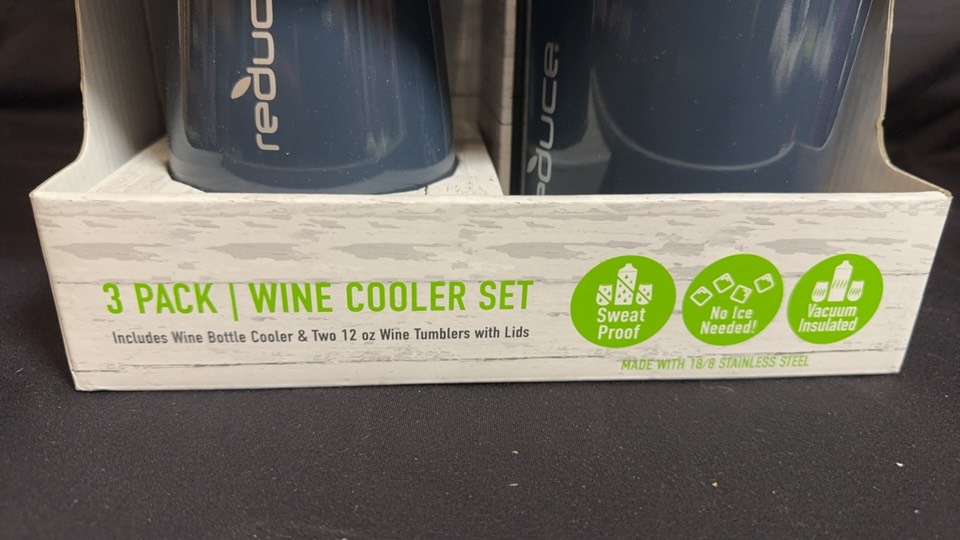 reduc
reduce
3 PACK | WINE COOLER SET
Includes Wine Bottle Cooler & Two 12 oz Wine Tumblers with Lids
Sweat
Proof
No Ice
Needed!
Vacuum
Insulated
MADE WITH 18/8 STAINLESS STEEL